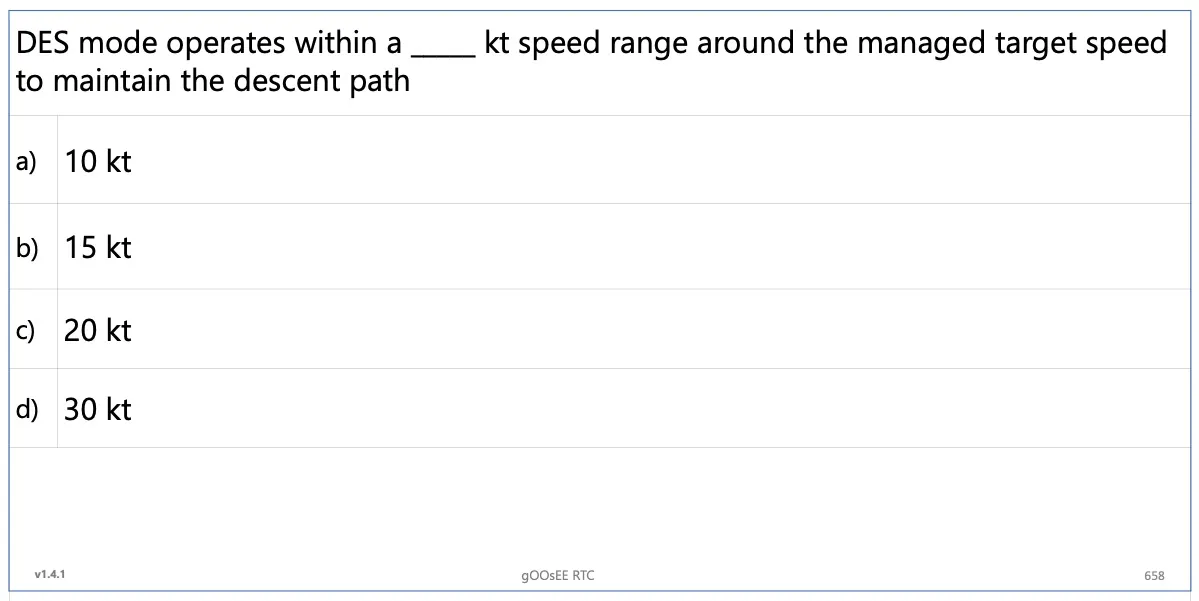 DES mode operates within a _____ kt speed range around the managed target speed
to maintain the descent path
a) 10 kt
b) 15 kt
c) 20 kt
d) 30 kt
v1.4.1 gOOsEE RTC 658